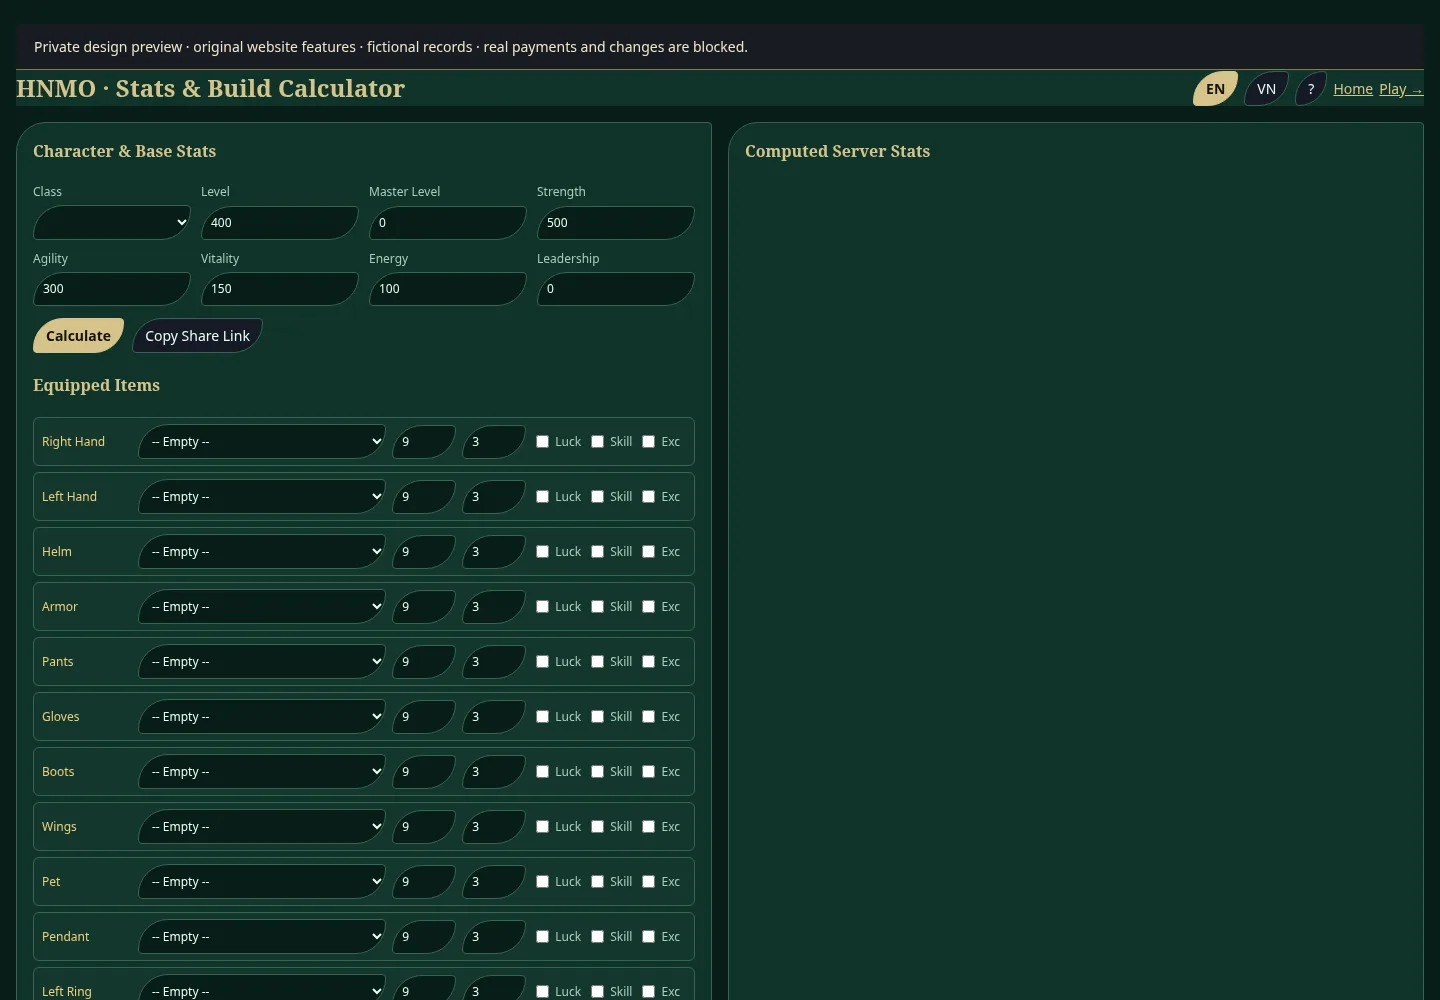 Private design preview · original website features · fictional records · real payments and changes are blocked.
HNMO · Stats & Build Calculator
EN VN ? Home Play →
Character & Base Stats
Class Level Master Level Strength
400 0 500
Agility Vitality Energy Leadership
300 150 100 0
Calculate Copy Share Link
Equipped Items
Right Hand -- Empty -- 9 3 Luck Skill Exc
Left Hand -- Empty -- 9 3 Luck Skill Exc
Helm -- Empty -- 9 3 Luck Skill Exc
Armor -- Empty -- 9 3 Luck Skill Exc
Pants -- Empty -- 9 3 Luck Skill Exc
Gloves -- Empty -- 9 3 Luck Skill Exc
Boots -- Empty -- 9 3 Luck Skill Exc
Wings -- Empty -- 9 3 Luck Skill Exc
Pet -- Empty -- 9 3 Luck Skill Exc
Pendant -- Empty -- 9 3 Luck Skill Exc
Left Ring -- Empty -- 9 3 Luck Skill Exc
Computed Server Stats